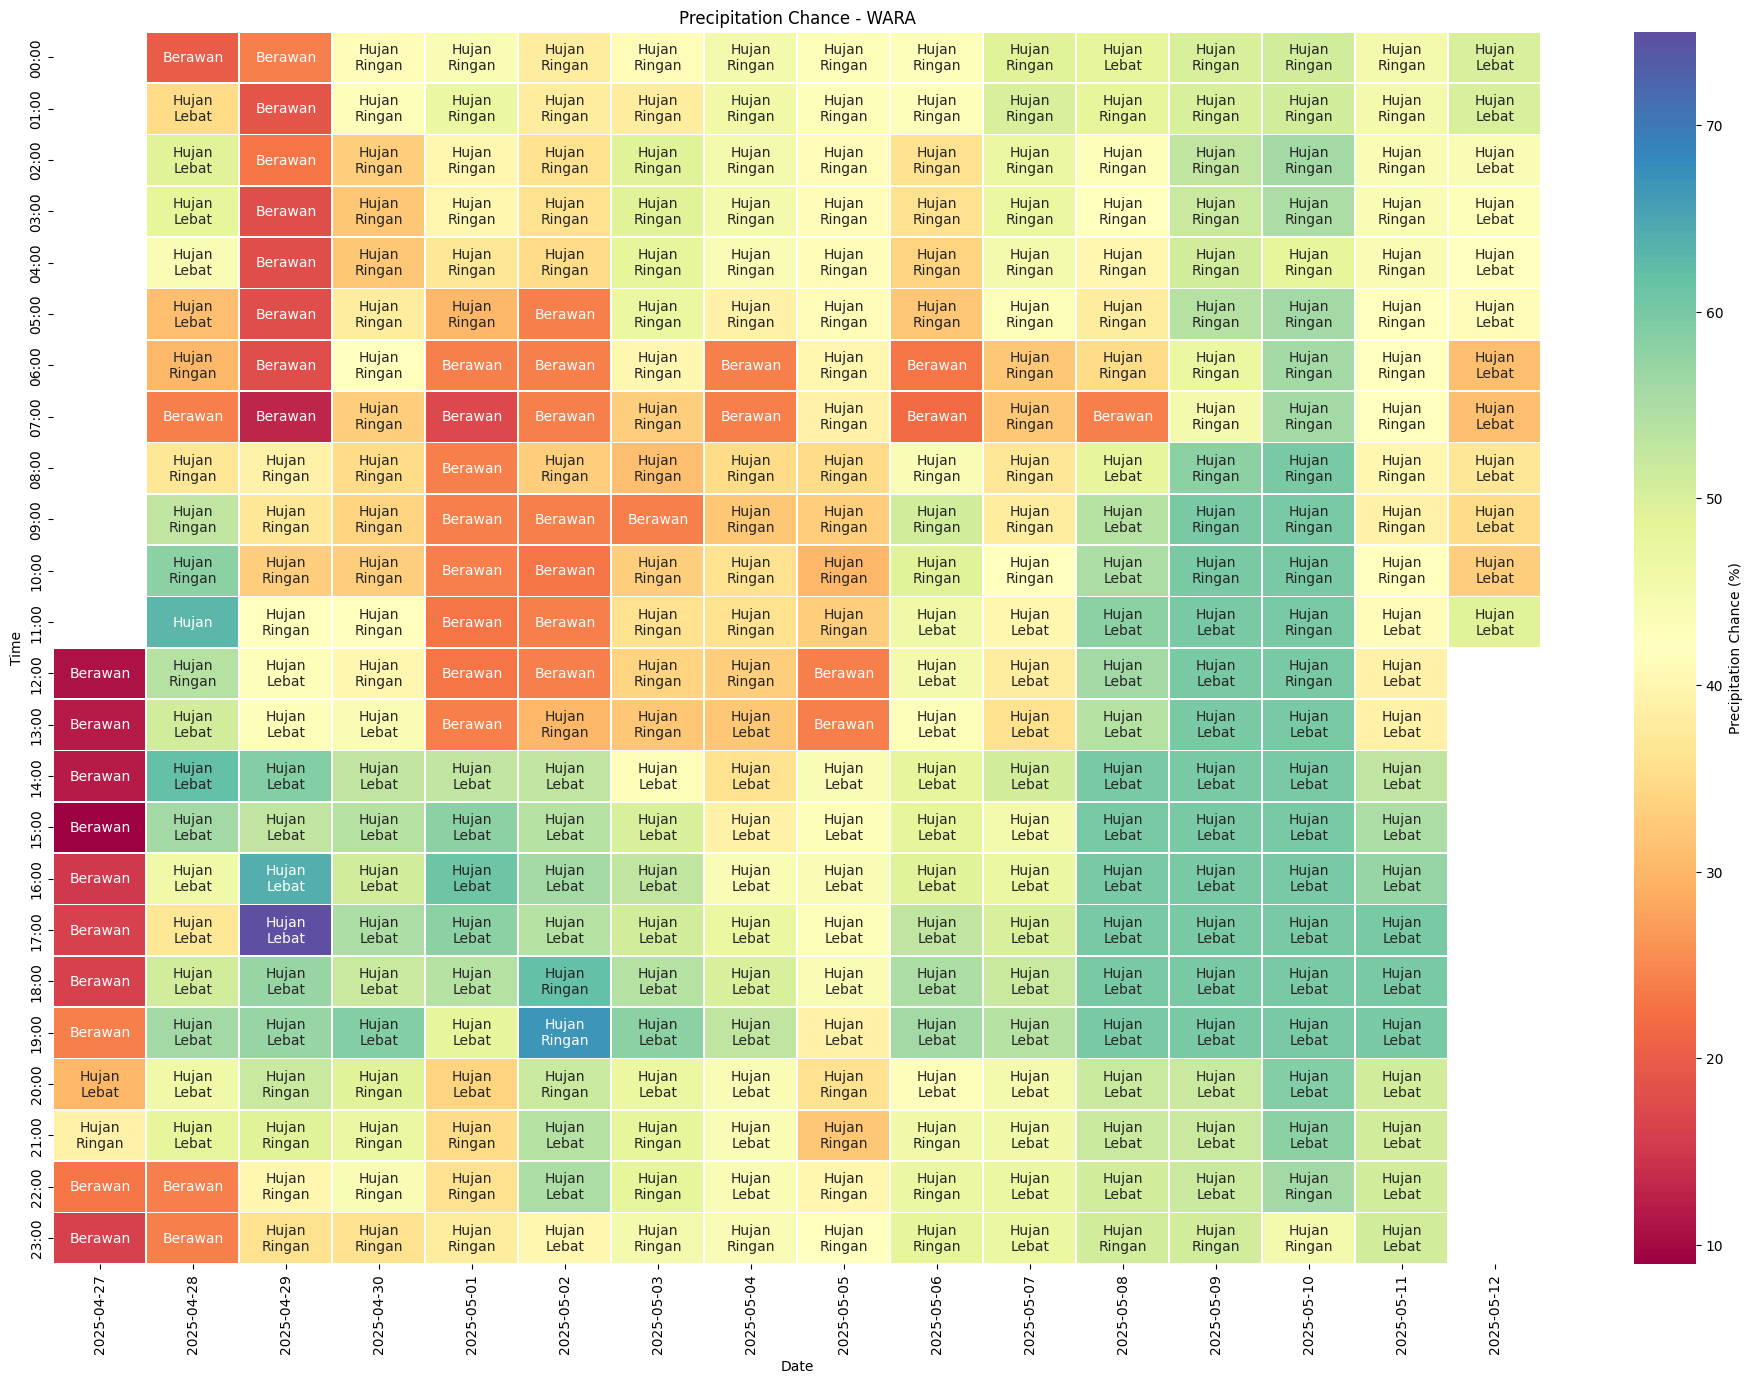 Precipitation Chance - WARA
00:00 Berawan Berawan Hujan Ringan Hujan Ringan Hujan Ringan Hujan Ringan Hujan Ringan Hujan Ringan Hujan Ringan Hujan Ringan Hujan Lebat Hujan Ringan Hujan Ringan Hujan Ringan Hujan Lebat
01:00 Hujan Lebat Berawan Hujan Ringan Hujan Ringan Hujan Ringan Hujan Ringan Hujan Ringan Hujan Ringan Hujan Ringan Hujan Ringan Hujan Ringan Hujan Ringan Hujan Ringan Hujan Ringan Hujan Lebat
02:00 Hujan Lebat Berawan Hujan Ringan Hujan Ringan Hujan Ringan Hujan Ringan Hujan Ringan Hujan Ringan Hujan Ringan Hujan Ringan Hujan Ringan Hujan Ringan Hujan Ringan Hujan Ringan Hujan Lebat
03:00 Hujan Lebat Berawan Hujan Ringan Hujan Ringan Hujan Ringan Hujan Ringan Hujan Ringan Hujan Ringan Hujan Ringan Hujan Ringan Hujan Ringan Hujan Ringan Hujan Ringan Hujan Ringan Hujan Lebat
04:00 Hujan Lebat Berawan Hujan Ringan Hujan Ringan Hujan Ringan Hujan Ringan Hujan Ringan Hujan Ringan Hujan Ringan Hujan Ringan Hujan Ringan Hujan Ringan Hujan Ringan Hujan Ringan Hujan Lebat
05:00 Hujan Lebat Berawan Hujan Ringan Hujan Ringan Berawan Hujan Ringan Hujan Ringan Hujan Ringan Hujan Ringan Hujan Ringan Hujan Ringan Hujan Ringan Hujan Ringan Hujan Ringan Hujan Lebat
06:00 Hujan Ringan Berawan Hujan Ringan Berawan Berawan Hujan Ringan Berawan Hujan Ringan Berawan Hujan Ringan Hujan Ringan Hujan Ringan Hujan Ringan Hujan Ringan Hujan Lebat
07:00 Berawan Berawan Hujan Ringan Berawan Berawan Hujan Ringan Berawan Hujan Ringan Berawan Hujan Ringan Berawan Hujan Ringan Hujan Ringan Hujan Ringan Hujan Lebat
08:00 Hujan Ringan Hujan Ringan Hujan Ringan Berawan Hujan Ringan Hujan Ringan Hujan Ringan Hujan Ringan Hujan Ringan Hujan Ringan Hujan Lebat Hujan Ringan Hujan Ringan Hujan Ringan Hujan Lebat
09:00 Hujan Ringan Hujan Ringan Hujan Ringan Berawan Berawan Berawan Hujan Ringan Hujan Ringan Hujan Ringan Hujan Ringan Hujan Lebat Hujan Ringan Hujan Ringan Hujan Ringan Hujan Lebat
10:00 Hujan Ringan Hujan Ringan Hujan Ringan Berawan Berawan Hujan Ringan Hujan Ringan Hujan Ringan Hujan Ringan Hujan Ringan Hujan Lebat Hujan Ringan Hujan Ringan Hujan Ringan Hujan Lebat
11:00 Hujan Hujan Ringan Hujan Ringan Berawan Berawan Hujan Ringan Hujan Ringan Hujan Ringan Hujan Lebat Hujan Lebat Hujan Lebat Hujan Lebat Hujan Ringan Hujan Lebat Hujan Lebat
12:00 Berawan Hujan Ringan Hujan Lebat Hujan Ringan Berawan Berawan Hujan Ringan Hujan Ringan Berawan Hujan Lebat Hujan Lebat Hujan Lebat Hujan Lebat Hujan Ringan Hujan Lebat
13:00 Berawan Hujan Lebat Hujan Lebat Hujan Lebat Berawan Hujan Ringan Hujan Ringan Hujan Lebat Berawan Hujan Lebat Hujan Lebat Hujan Lebat Hujan Lebat Hujan Lebat Hujan Lebat
14:00 Berawan Hujan Lebat Hujan Lebat Hujan Lebat Hujan Lebat Hujan Lebat Hujan Lebat Hujan Lebat Hujan Lebat Hujan Lebat Hujan Lebat Hujan Lebat Hujan Lebat Hujan Lebat Hujan Lebat
15:00 Berawan Hujan Lebat Hujan Lebat Hujan Lebat Hujan Lebat Hujan Lebat Hujan Lebat Hujan Lebat Hujan Lebat Hujan Lebat Hujan Lebat Hujan Lebat Hujan Lebat Hujan Lebat Hujan Lebat
16:00 Berawan Hujan Lebat Hujan Lebat Hujan Lebat Hujan Lebat Hujan Lebat Hujan Lebat Hujan Lebat Hujan Lebat Hujan Lebat Hujan Lebat Hujan Lebat Hujan Lebat Hujan Lebat Hujan Lebat
17:00 Berawan Hujan Lebat Hujan Lebat Hujan Lebat Hujan Lebat Hujan Lebat Hujan Lebat Hujan Lebat Hujan Lebat Hujan Lebat Hujan Lebat Hujan Lebat Hujan Lebat Hujan Lebat Hujan Lebat
18:00 Berawan Hujan Lebat Hujan Lebat Hujan Lebat Hujan Lebat Hujan Ringan Hujan Lebat Hujan Lebat Hujan Lebat Hujan Lebat Hujan Lebat Hujan Lebat Hujan Lebat Hujan Lebat Hujan Lebat
19:00 Berawan Hujan Lebat Hujan Lebat Hujan Lebat Hujan Lebat Hujan Ringan Hujan Lebat Hujan Lebat Hujan Lebat Hujan Lebat Hujan Lebat Hujan Lebat Hujan Lebat Hujan Lebat Hujan Lebat
20:00 Hujan Lebat Hujan Lebat Hujan Ringan Hujan Ringan Hujan Lebat Hujan Ringan Hujan Lebat Hujan Lebat Hujan Ringan Hujan Lebat Hujan Lebat Hujan Lebat Hujan Lebat Hujan Lebat Hujan Lebat
21:00 Hujan Ringan Hujan Lebat Hujan Ringan Hujan Ringan Hujan Ringan Hujan Lebat Hujan Ringan Hujan Lebat Hujan Ringan Hujan Ringan Hujan Lebat Hujan Lebat Hujan Lebat Hujan Lebat Hujan Lebat
22:00 Berawan Berawan Hujan Ringan Hujan Ringan Hujan Ringan Hujan Lebat Hujan Ringan Hujan Lebat Hujan Ringan Hujan Ringan Hujan Lebat Hujan Lebat Hujan Lebat Hujan Ringan Hujan Lebat
23:00 Berawan Berawan Hujan Ringan Hujan Ringan Hujan Ringan Hujan Lebat Hujan Ringan Hujan Ringan Hujan Ringan Hujan Ringan Hujan Lebat Hujan Ringan Hujan Ringan Hujan Ringan Hujan Lebat
Time
2025-04-27 2025-04-28 2025-04-29 2025-04-30 2025-05-01 2025-05-02 2025-05-03 2025-05-04 2025-05-05 2025-05-06 2025-05-07 2025-05-08 2025-05-09 2025-05-10 2025-05-11 2025-05-12
Date
70
60
50
40
30
20
10
Precipitation Chance (%)